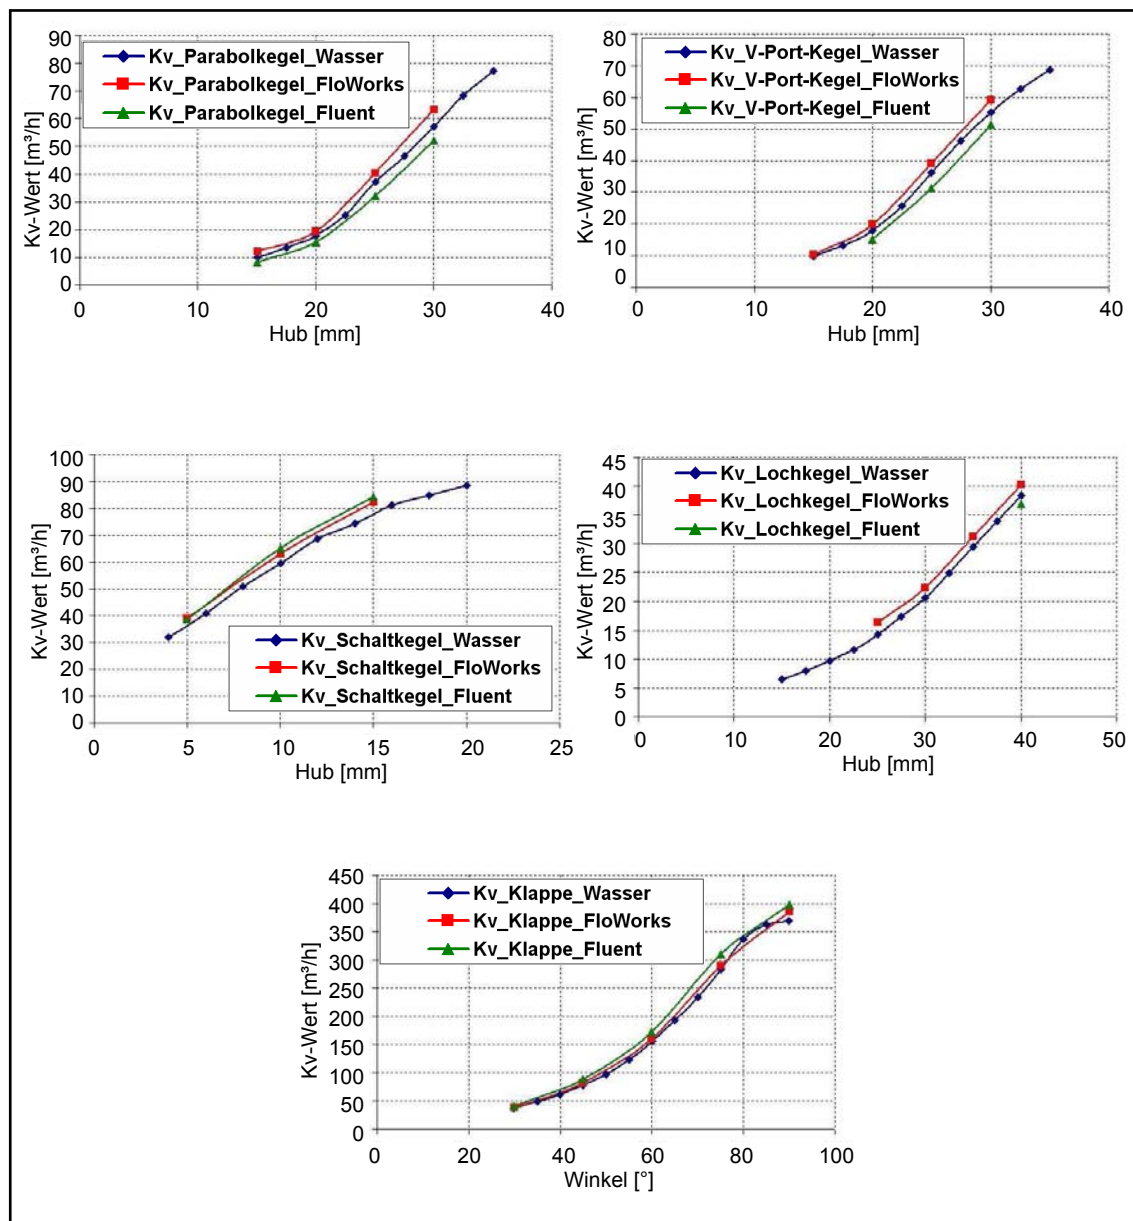 90
80
70
60
50
40
30
20
10
0
Kv-Wert [m³/h]
Kv_Parabolkegel_Wasser
Kv_Parabolkegel_FloWorks
Kv_Parabolkegel_Fluent
0 10 20 30 40
Hub [mm]
80
70
60
50
40
30
20
10
0
Kv-Wert [m³/h]
Kv_V-Port-Kegel_Wasser
Kv_V-Port-Kegel_FloWorks
Kv_V-Port-Kegel_Fluent
0 10 20 30 40
Hub [mm]
100
90
80
70
60
50
40
30
20
10
0
Kv-Wert [m³/h]
Kv_Schaltkegel_Wasser
Kv_Schaltkegel_FloWorks
Kv_Schaltkegel_Fluent
0 5 10 15 20 25
Hub [mm]
45
40
35
30
25
20
15
10
5
0
Kv-Wert [m³/h]
Kv_Lochkegel_Wasser
Kv_Lochkegel_FloWorks
Kv_Lochkegel_Fluent
0 10 20 30 40 50
Hub [mm]
450
400
350
300
250
200
150
100
50
0
Kv-Wert [m³/h]
Kv_Klappe_Wasser
Kv_Klappe_FloWorks
Kv_Klappe_Fluent
0 20 40 60 80 100
Winkel [°]